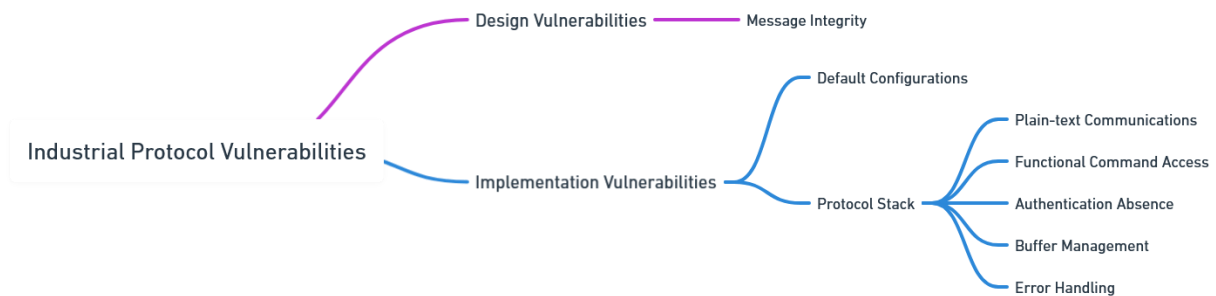 Industrial Protocol Vulnerabilities
Design Vulnerabilities
Message Integrity
Implementation Vulnerabilities
Default Configurations
Protocol Stack
Plain-text Communications
Functional Command Access
Authentication Absence
Buffer Management
Error Handling